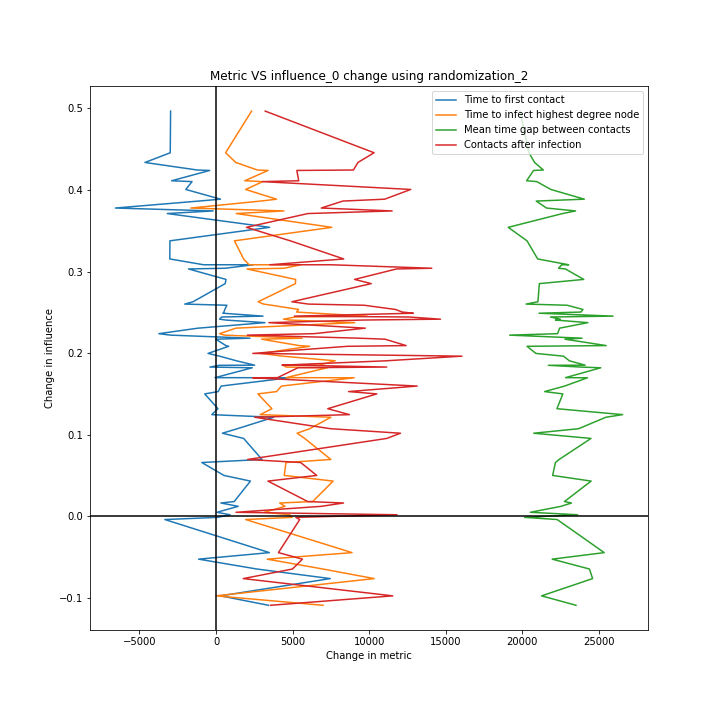 Metric VS influence_0 change using randomization_2
Time to first contact
Time to infect highest degree node
Mean time gap between contacts
Contacts after infection
0.5
0.4
0.3
0.2
0.1
0.0
−0.1
Change in influence
−5000 0 5000 10000 15000 20000 25000
Change in metric